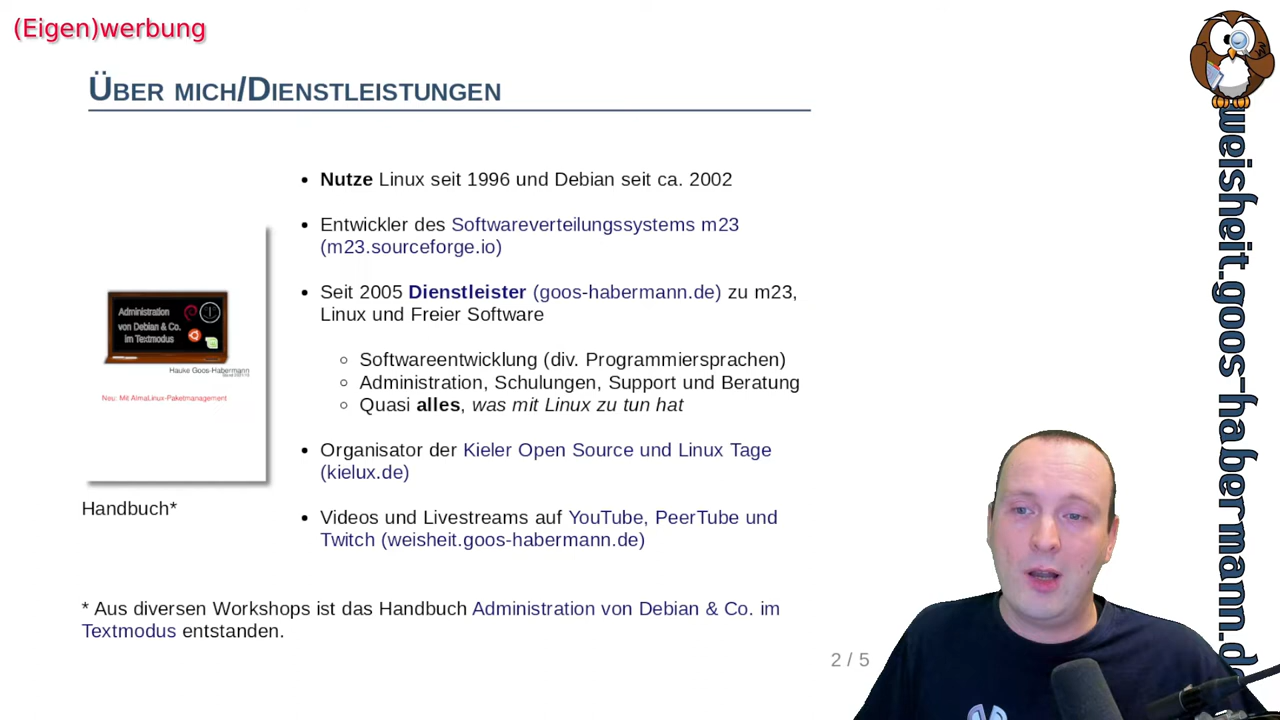 (Eigen)werbung
ÜBER MICH/DIENSTLEISTUNGEN
• Nutze Linux seit 1996 und Debian seit ca. 2002
• Entwickler des Softwareverteilungssystems m23
(m23.sourceforge.io)
• Seit 2005 Dienstleister (goos-habermann.de) zu m23,
Linux und Freier Software
◦ Softwareentwicklung (div. Programmiersprachen)
◦ Administration, Schulungen, Support und Beratung
◦ Quasi alles, was mit Linux zu tun hat
• Organisator der Kieler Open Source und Linux Tage
(kielux.de)
• Videos und Livestreams auf YouTube, PeerTube und
Twitch (weisheit.goos-habermann.de)
Administration
von Debian & Co.
im Textmodus
Hauke Goos-Habermann
Neu: Mit AlmaLinux-Paketmanagement
Handbuch*
* Aus diversen Workshops ist das Handbuch Administration von Debian & Co. im
Textmodus entstanden.
2 / 5
weisheit.goos-habermann.d